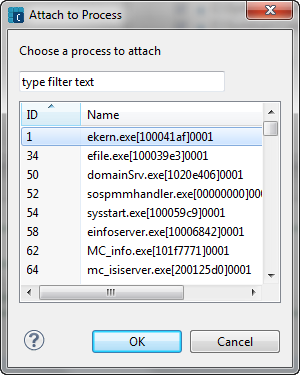 Attach to Process
Choose a process to attach
type filter text
ID Name
1 ekern.exe[100041af]0001
34 efile.exe[100039e3]0001
50 domainSrv.exe[1020e406]0001
52 sospmmhandler.exe[00000000]00
54 sysstart.exe[100059c9]0001
58 einfoserver.exe[10006842]0001
62 MC_info.exe[101f7771]0001
64 mc_isiserver.exe[200125d0]0001
OK Cancel